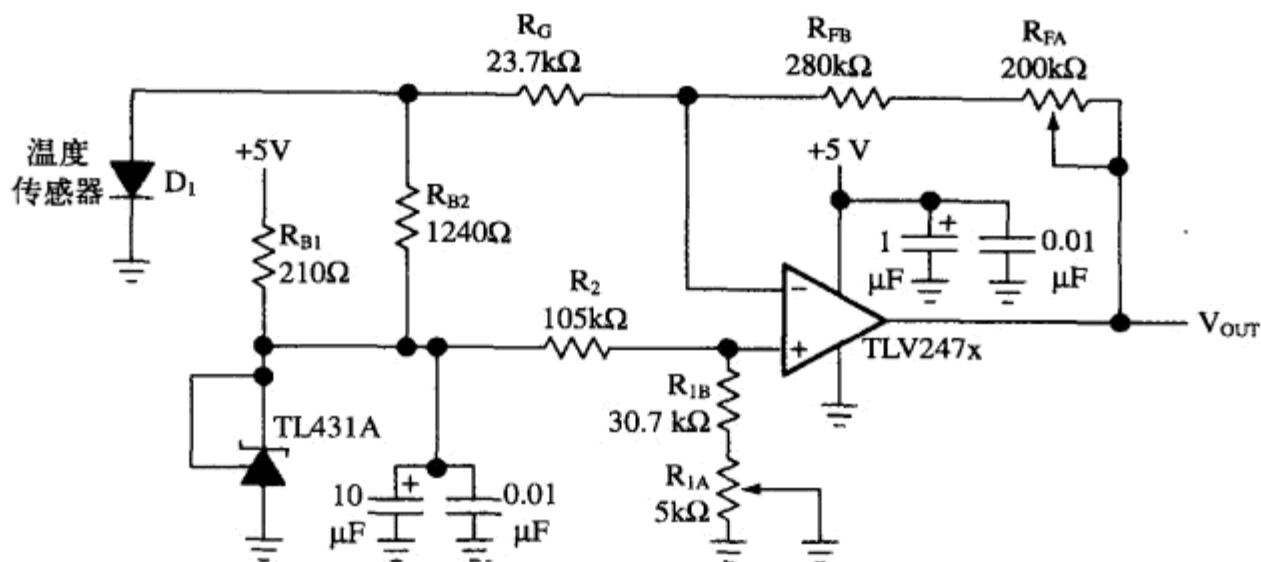 R_G
23.7kΩ
R_FB
280kΩ
R_FA
200kΩ
温度
传感器
D_1
+5V
R_B1
210Ω
R_B2
1240Ω
+5 V
1
+
μF
0.01
μF
R_2
105kΩ
−
+
TLV247x
V_OUT
R_1B
30.7 kΩ
R_1A
5kΩ
TL431A
10
+
μF
0.01
μF